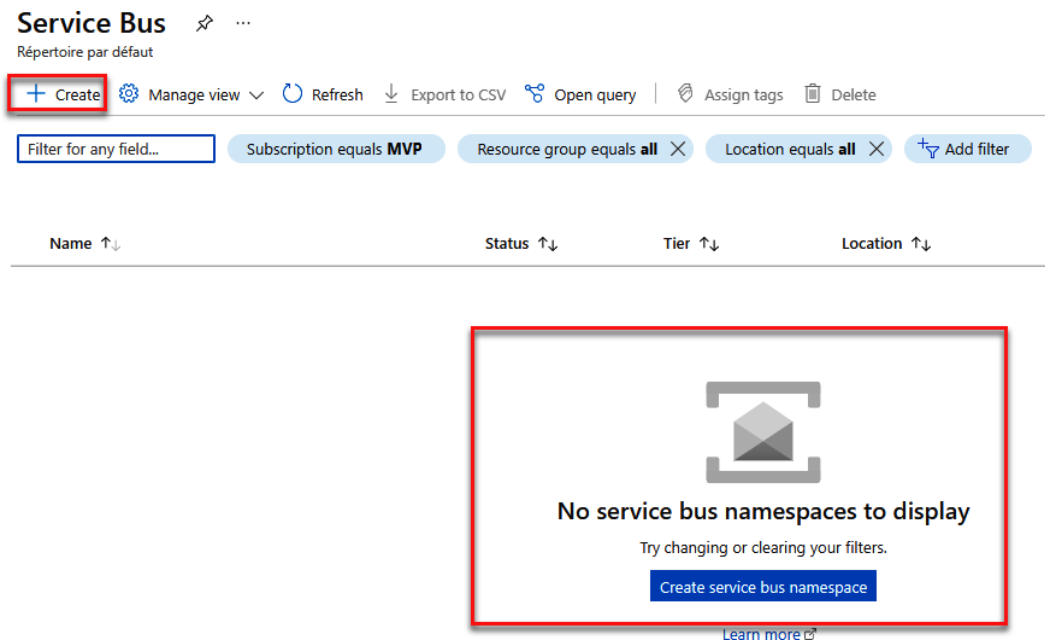 Service Bus
Répertoire par défaut
Create Manage view Refresh Export to CSV Open query Assign tags Delete
Filter for any field... Subscription equals MVP Resource group equals all Location equals all Add filter
Name Status Tier Location
No service bus namespaces to display
Try changing or clearing your filters.
Create service bus namespace
Learn more